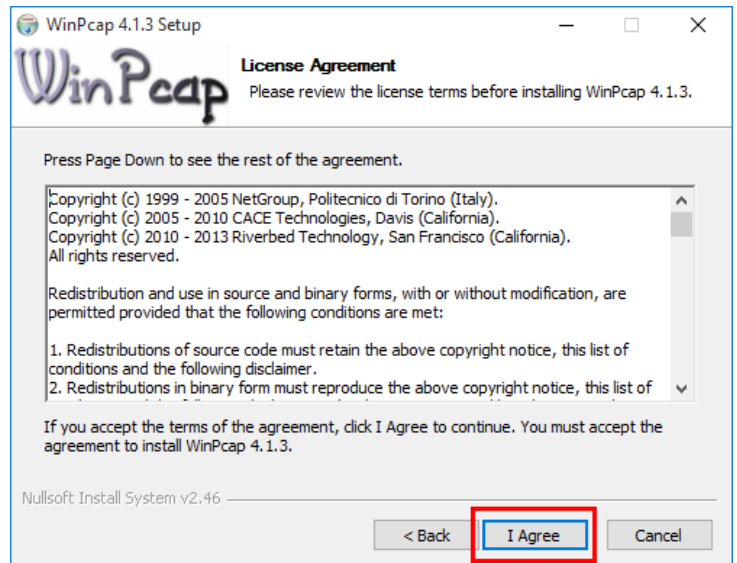 WinPcap 4.1.3 Setup
WinPcap
License Agreement
Please review the license terms before installing WinPcap 4.1.3.
Press Page Down to see the rest of the agreement.
Copyright (c) 1999 - 2005 NetGroup, Politecnico di Torino (Italy).
Copyright (c) 2005 - 2010 CACE Technologies, Davis (California).
Copyright (c) 2010 - 2013 Riverbed Technology, San Francisco (California).
All rights reserved.
Redistribution and use in source and binary forms, with or without modification, are
permitted provided that the following conditions are met:
1. Redistributions of source code must retain the above copyright notice, this list of
conditions and the following disclaimer.
2. Redistributions in binary form must reproduce the above copyright notice, this list of
If you accept the terms of the agreement, click I Agree to continue. You must accept the
agreement to install WinPcap 4.1.3.
Nullsoft Install System v2.46
< Back
I Agree
Cancel